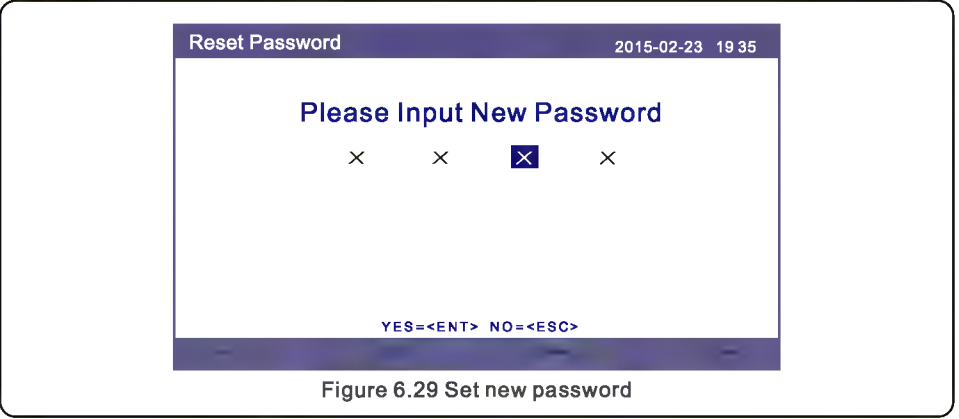 Reset Password 2015-02-23 19 35
Please Input New Password
× × × ×
YES=<ENT> NO=<ESC>
Figure 6.29 Set new password